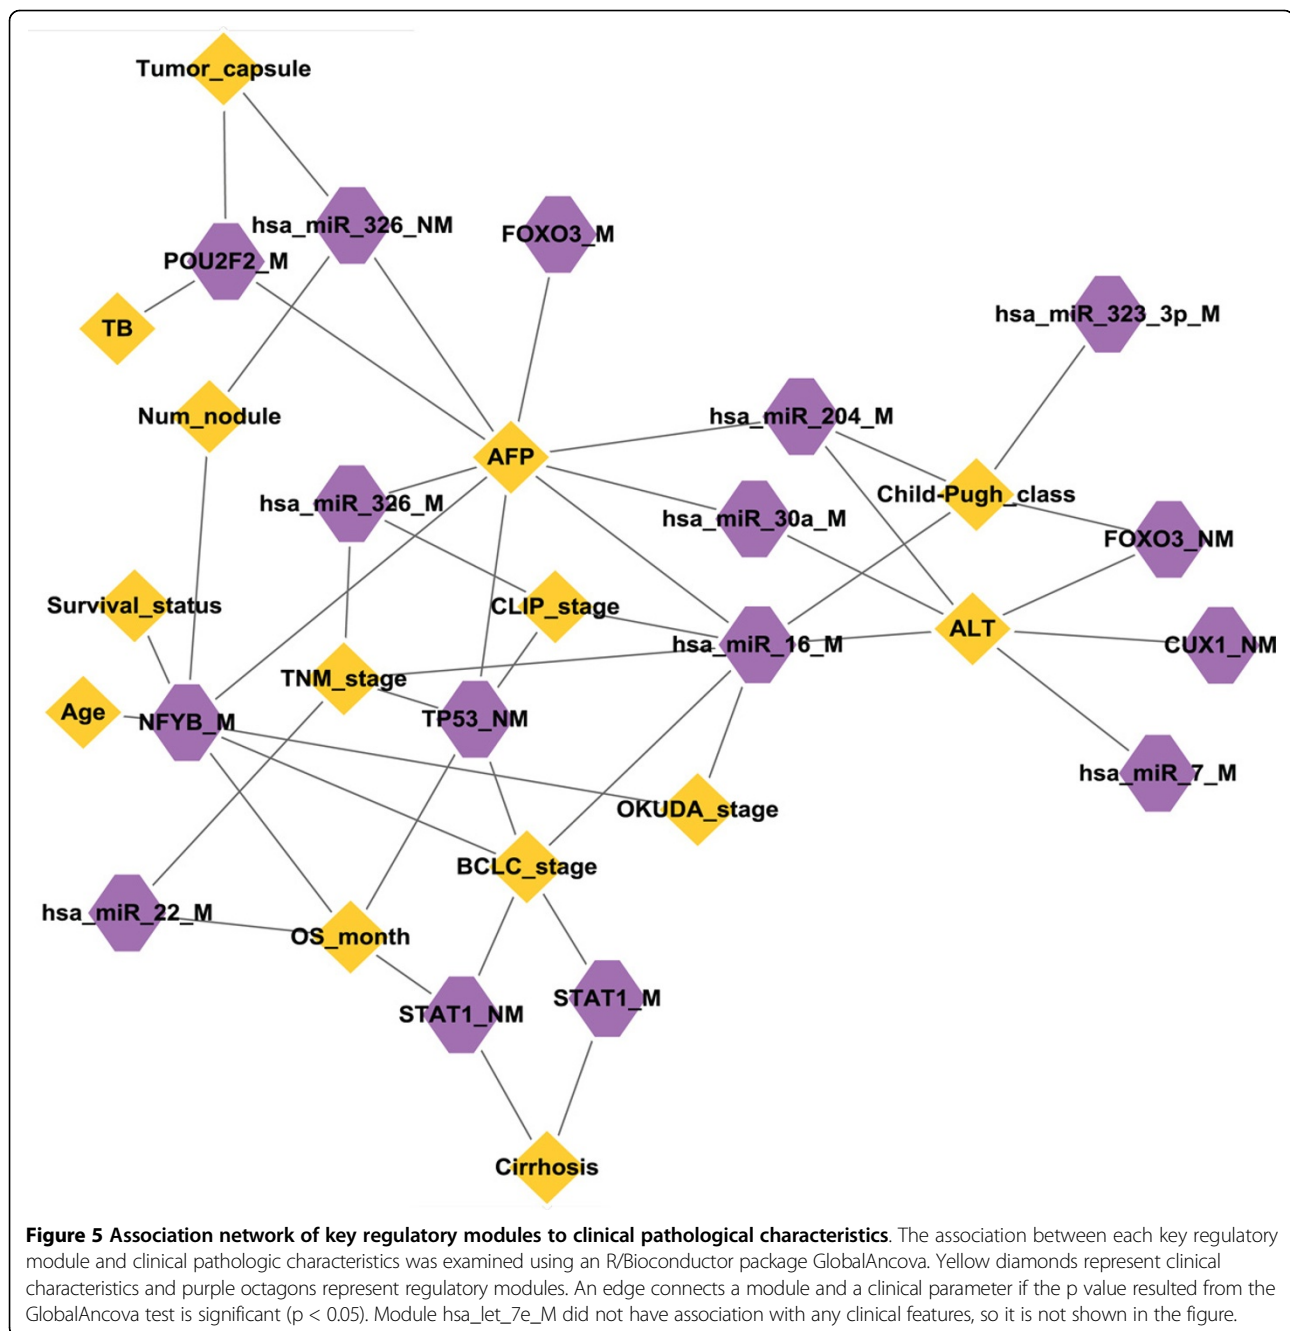 Tumor_capsule
hsa_miR_326_NM
FOXO3_M
POU2F2_M
hsa_miR_323_3p_M
TB
Num_nodule
hsa_miR_204_M
AFP
Child-Pugh_class
hsa_miR_326_M
hsa_miR_30a_M
FOXO3_NM
Survival_status
CLIP_stage
ALT
hsa_miR_16_M
CUX1_NM
TNM_stage
Age
NFYB_M
TP53_NM
hsa_miR_7_M
OKUDA_stage
BCLC_stage
hsa_miR_22_M
OS_month
STAT1_M
STAT1_NM
Cirrhosis
Figure 5 Association network of key regulatory modules to clinical pathological characteristics. The association between each key regulatory
module and clinical pathologic characteristics was examined using an R/Bioconductor package GlobalAncova. Yellow diamonds represent clinical
characteristics and purple octagons represent regulatory modules. An edge connects a module and a clinical parameter if the p value resulted from the
GlobalAncova test is significant (p < 0.05). Module hsa_let_7e_M did not have association with any clinical features, so it is not shown in the figure.